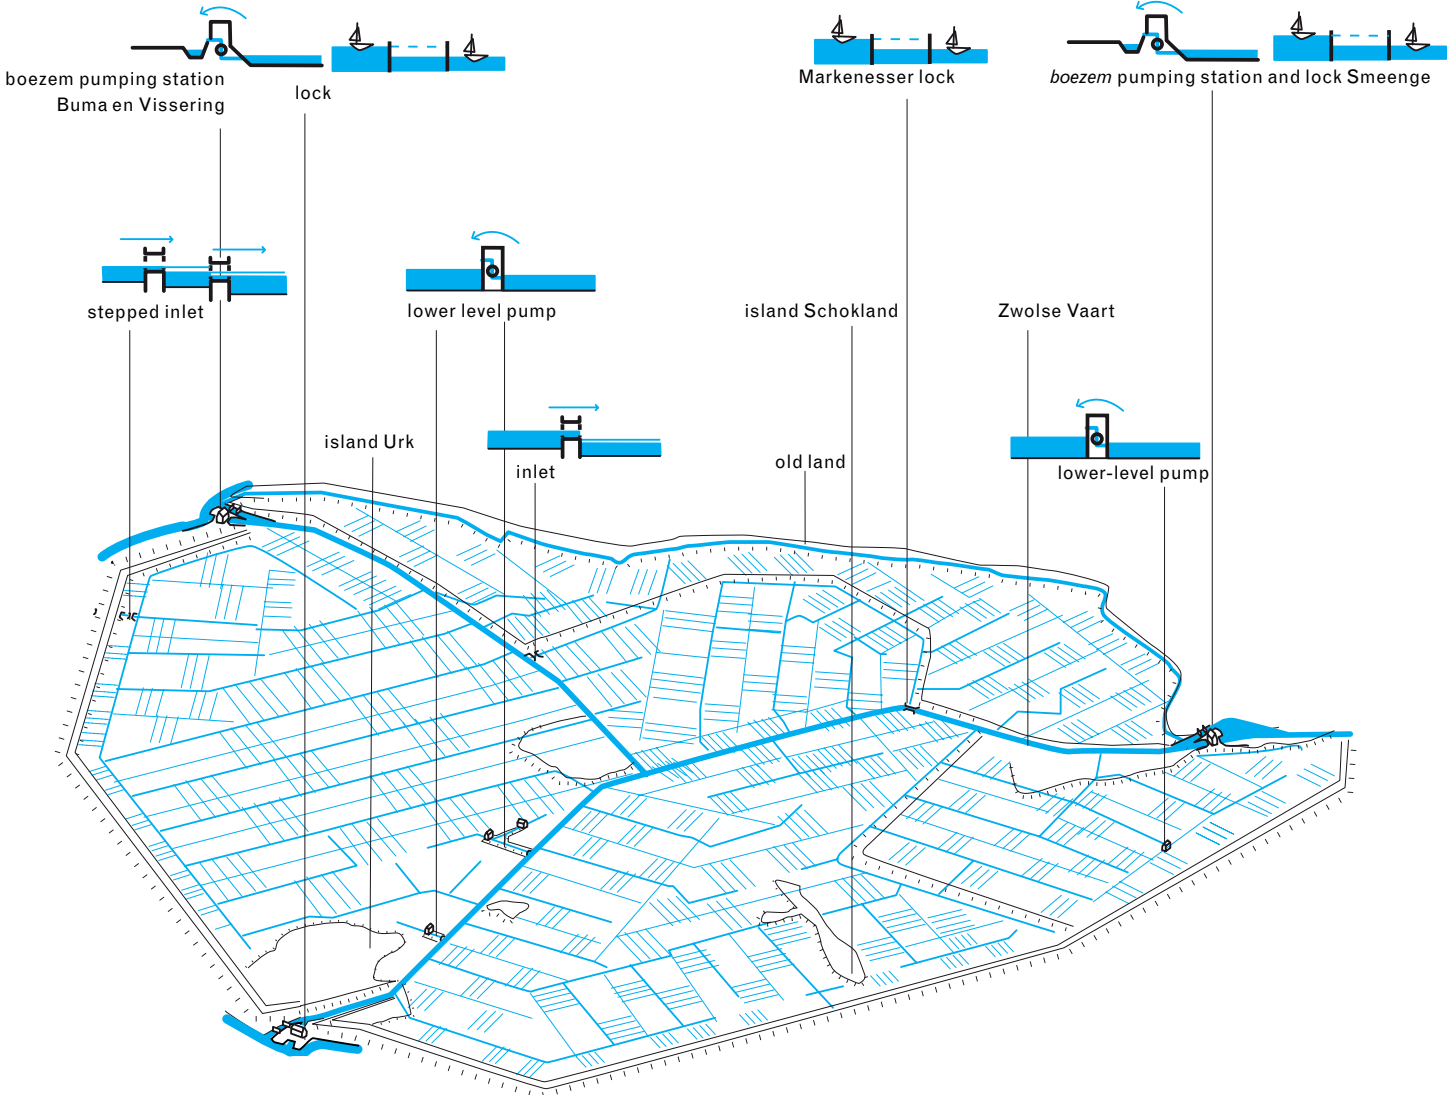 boezem pumping station
Buma en Vissering
lock
Markenesser lock
boezem pumping station and lock Smeenge
stepped inlet
lower level pump
island Schokland
Zwolse Vaart
island Urk
inlet
old land
lower-level pump